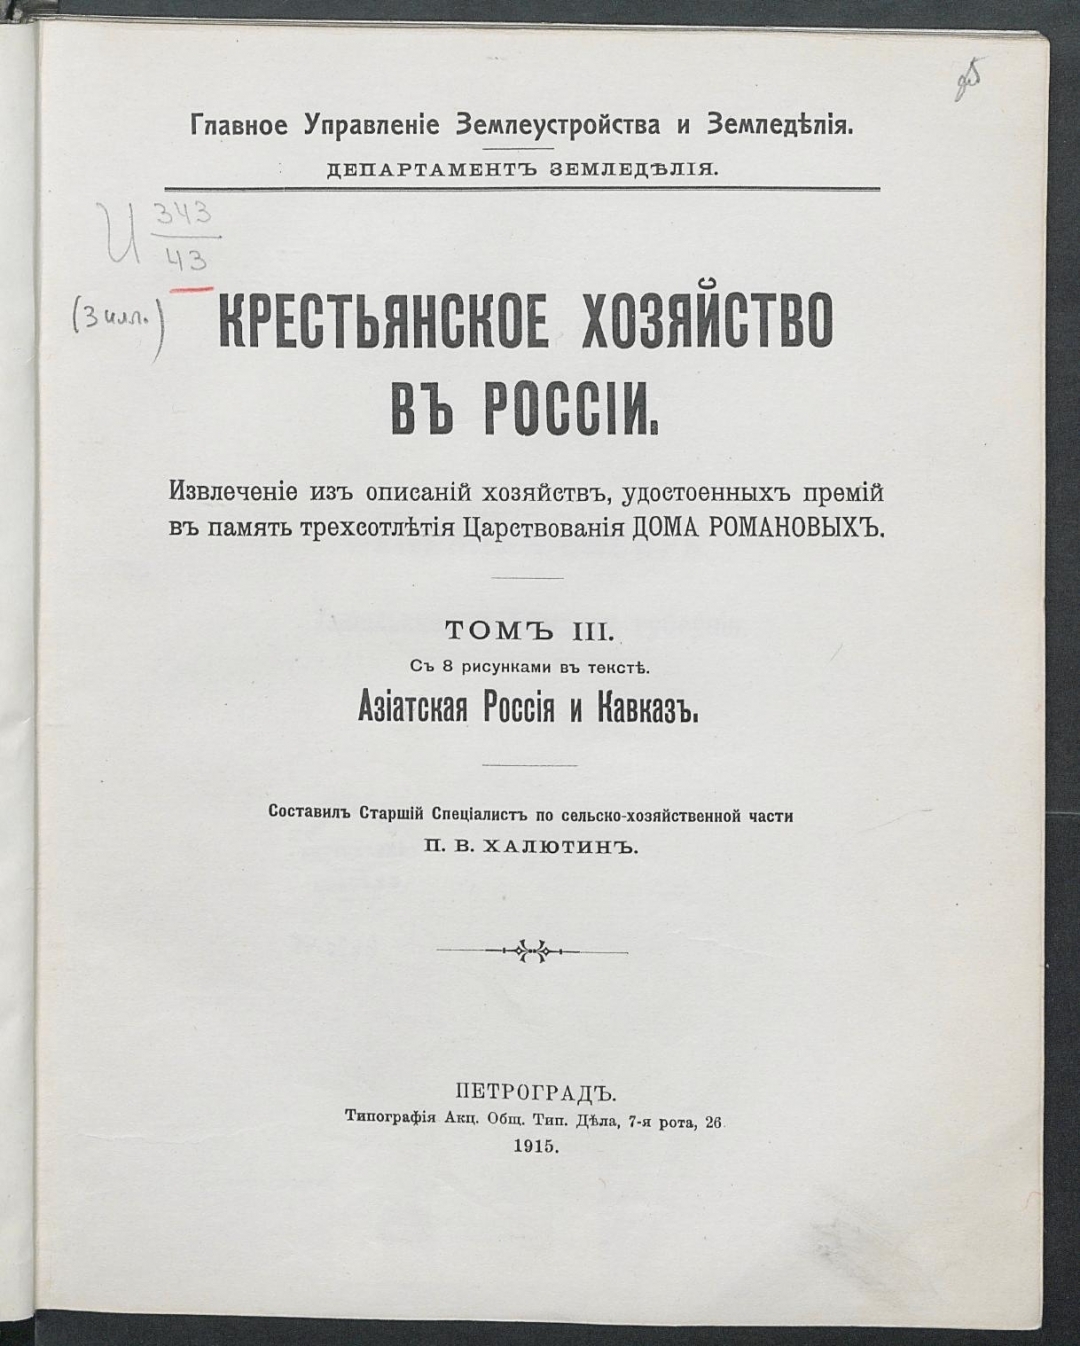 Главное Управленіе Землеустройства и Земледѣлія.
ДЕПАРТАМЕНТЪ ЗЕМЛЕДѢЛІЯ.
И 343
43
(3 илл.)
КРЕСТЬЯНСКОЕ ХОЗЯЙСТВО
ВЪ РОССІИ.
Извлеченіе изъ описаній хозяйствъ, удостоенныхъ премій
въ память трехсотлѣтія Царствованія ДОМА РОМАНОВЫХЪ.
ТОМЪ III.
Съ 8 рисунками въ текстѣ.
Азіатская Россія и Кавказъ.
Составилъ Старшій Спеціалистъ по сельско-хозяйственной части
П. В. ХАЛЮТИНЪ.
ПЕТРОГРАДЪ.
Типографія Акц. Общ. Тип. Дѣла, 7-я рота, 26
1915.